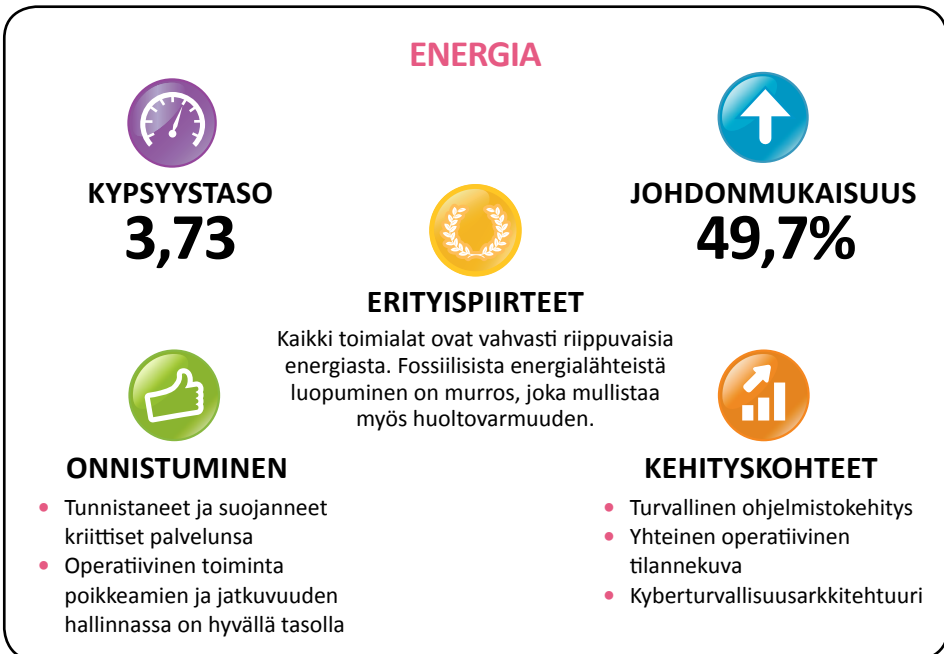 ENERGIA
KYPSYYSTASO
3,73
JOHDONMUKAISUUS
49,7%
ERITYISPIIRTEET
Kaikki toimialat ovat vahvasti riippuvaisia
energiasta. Fossiilisista energialähteistä
luopuminen on murros, joka mullistaa
myös huoltovarmuuden.
ONNISTUMINEN
• Tunnistaneet ja suojanneet
kriittiset palvelunsa
• Operatiivinen toiminta
poikkeamien ja jatkuvuuden
hallinnassa on hyvällä tasolla
KEHITYSKOHTEET
• Turvallinen ohjelmistokehitys
• Yhteinen operatiivinen
tilannekuva
• Kyberturvallisuusarkkitehtuuri